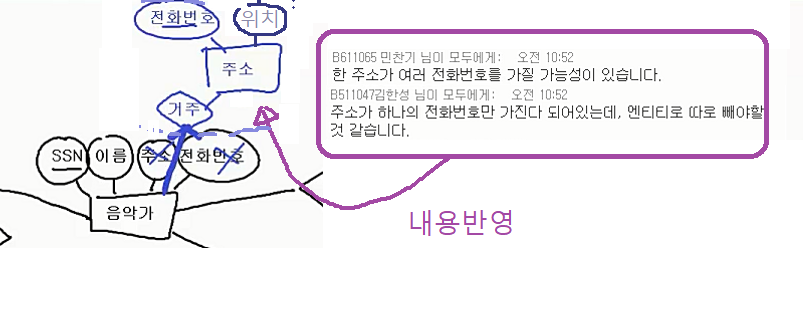 전화번호
위치
주소
거주
SSN
이름
주소
전화번호
음악가
B611065 민찬기 님이 모두에게: 오전 10:52
한 주소가 여러 전화번호를 가질 가능성이 있습니다.
B511047김한성 님이 모두에게: 오전 10:52
주소가 하나의 전화번호만 가진다 되어있는데, 엔티티로 따로 빼야할
것 같습니다.
내용반영